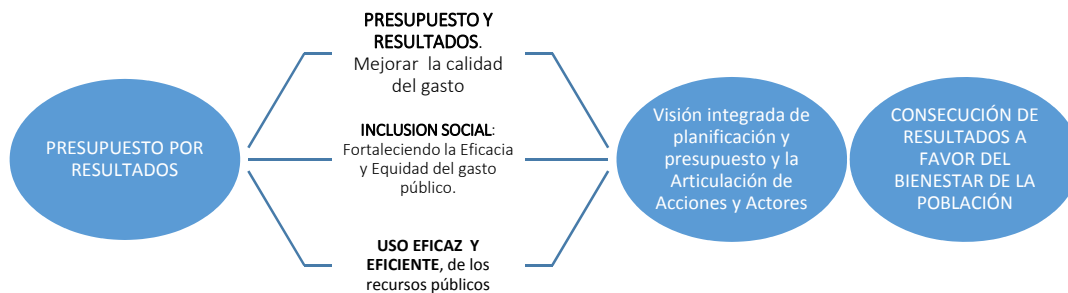 PRESUPUESTO POR
RESULTADOS
PRESUPUESTO Y
RESULTADOS.
Mejorar la calidad
del gasto
INCLUSION SOCIAL:
Fortaleciendo la Eficacia
y Equidad del gasto
público.
USO EFICAZ Y
EFICIENTE, de los
recursos públicos
Visión integrada de
planificación y
presupuesto y la
Articulación de
Acciones y Actores
CONSECUCIÓN DE
RESULTADOS A
FAVOR DEL
BIENESTAR DE LA
POBLACIÓN